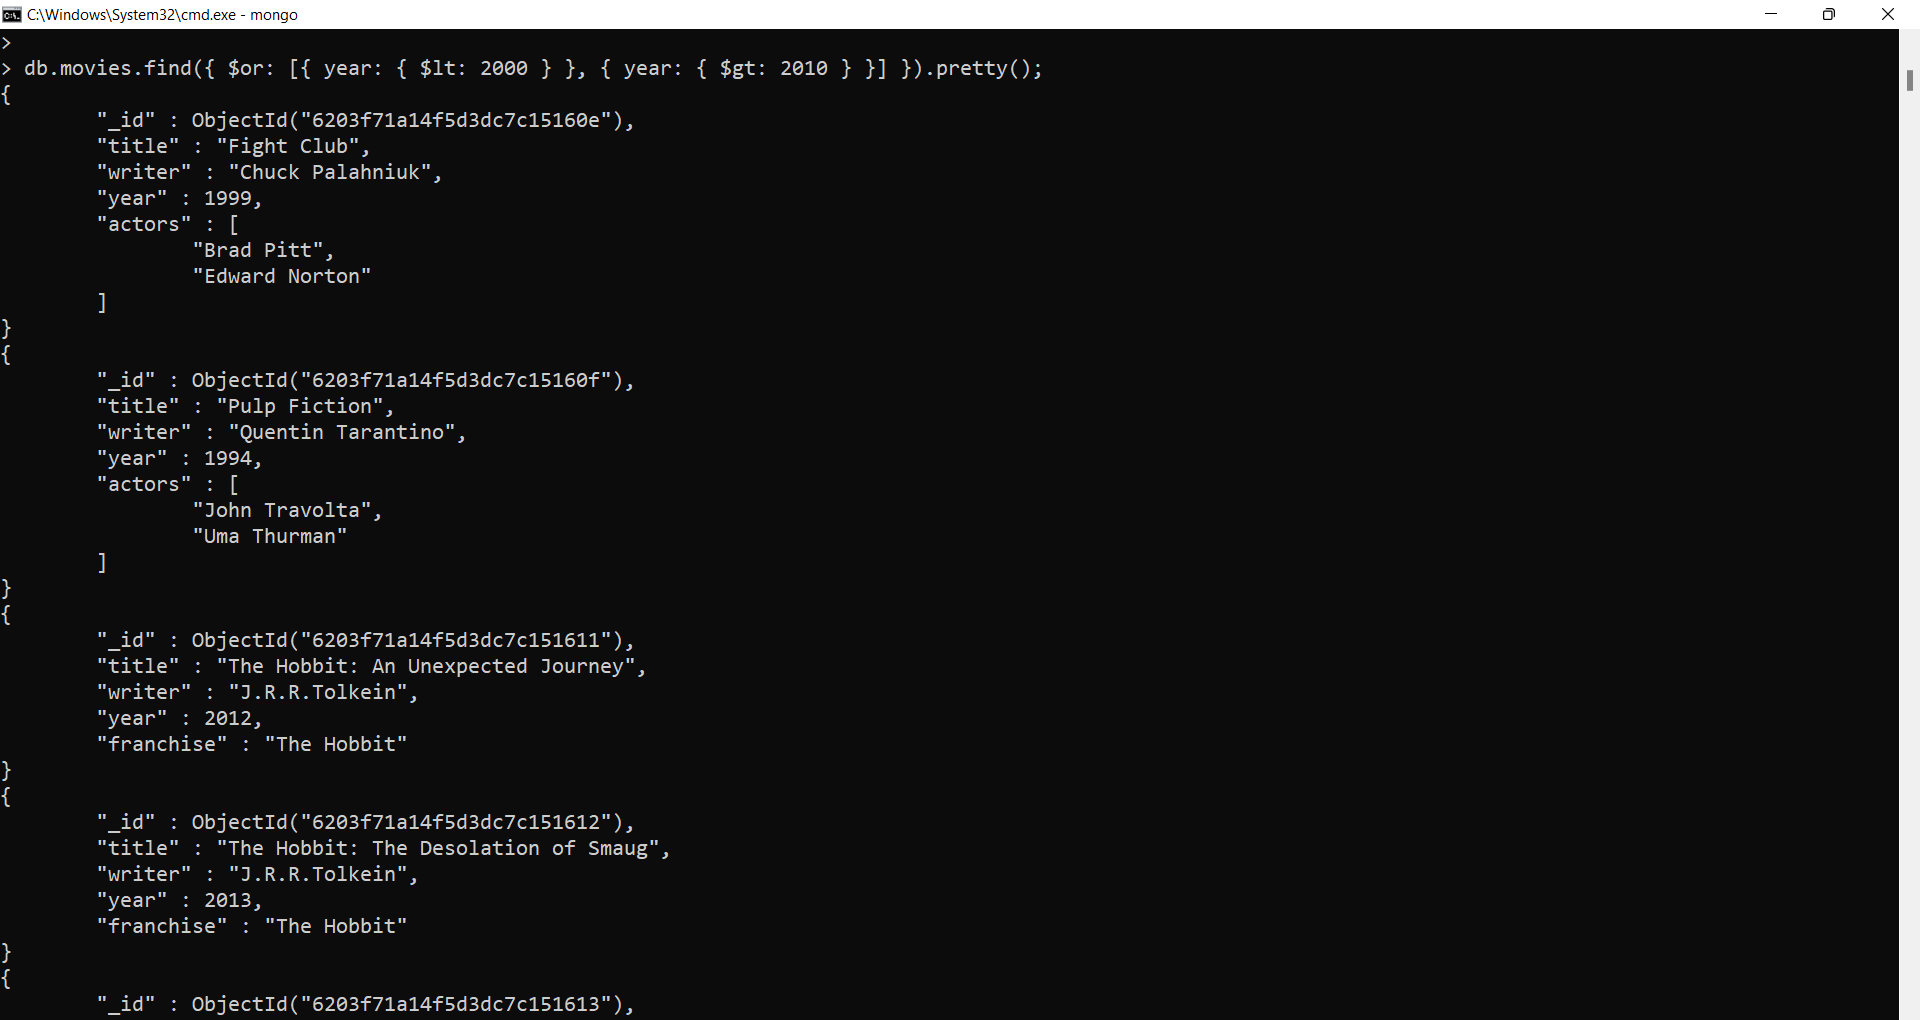 C:\Windows\System32\cmd.exe - mongo
>
> db.movies.find({ $or: [{ year: { $lt: 2000 } }, { year: { $gt: 2010 } }] }).pretty();
{
        "_id" : ObjectId("6203f71a14f5d3dc7c15160e"),
        "title" : "Fight Club",
        "writer" : "Chuck Palahniuk",
        "year" : 1999,
        "actors" : [
                "Brad Pitt",
                "Edward Norton"
        ]
}
{
        "_id" : ObjectId("6203f71a14f5d3dc7c15160f"),
        "title" : "Pulp Fiction",
        "writer" : "Quentin Tarantino",
        "year" : 1994,
        "actors" : [
                "John Travolta",
                "Uma Thurman"
        ]
}
{
        "_id" : ObjectId("6203f71a14f5d3dc7c151611"),
        "title" : "The Hobbit: An Unexpected Journey",
        "writer" : "J.R.R.Tolkein",
        "year" : 2012,
        "franchise" : "The Hobbit"
}
{
        "_id" : ObjectId("6203f71a14f5d3dc7c151612"),
        "title" : "The Hobbit: The Desolation of Smaug",
        "writer" : "J.R.R.Tolkein",
        "year" : 2013,
        "franchise" : "The Hobbit"
}
{
        "_id" : ObjectId("6203f71a14f5d3dc7c151613"),